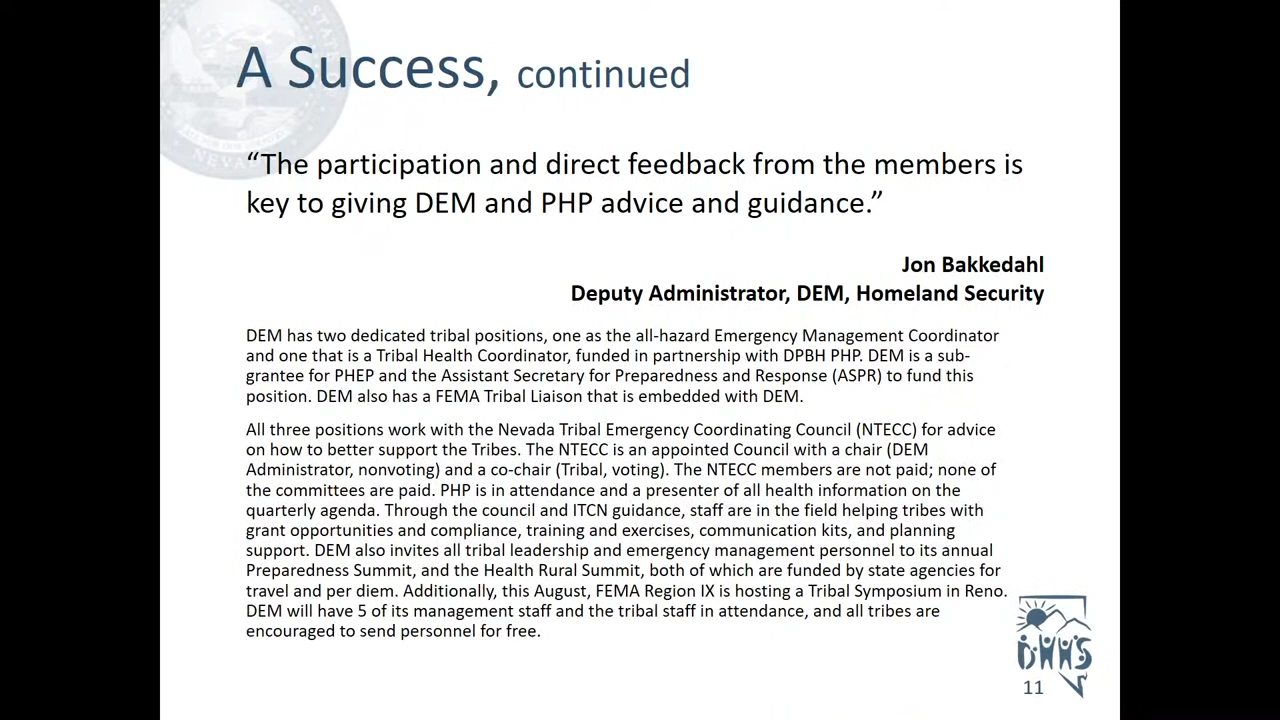 A Success, continued
“The participation and direct feedback from the members is
key to giving DEM and PHP advice and guidance.”
Jon Bakkedahl
Deputy Administrator, DEM, Homeland Security
DEM has two dedicated tribal positions, one as the all-hazard Emergency Management Coordinator
and one that is a Tribal Health Coordinator, funded in partnership with DPBH PHP. DEM is a sub-
grantee for PHEP and the Assistant Secretary for Preparedness and Response (ASPR) to fund this
position. DEM also has a FEMA Tribal Liaison that is embedded with DEM.
All three positions work with the Nevada Tribal Emergency Coordinating Council (NTECC) for advice
on how to better support the Tribes. The NTECC is an appointed Council with a chair (DEM
Administrator, nonvoting) and a co-chair (Tribal, voting). The NTECC members are not paid; none of
the committees are paid. PHP is in attendance and a presenter of all health information on the
quarterly agenda. Through the council and ITCN guidance, staff are in the field helping tribes with
grant opportunities and compliance, training and exercises, communication kits, and planning
support. DEM also invites all tribal leadership and emergency management personnel to its annual
Preparedness Summit, and the Health Rural Summit, both of which are funded by state agencies for
travel and per diem. Additionally, this August, FEMA Region IX is hosting a Tribal Symposium in Reno.
DEM will have 5 of its management staff and the tribal staff in attendance, and all tribes are
encouraged to send personnel for free.
DHHS
11
NEVADA